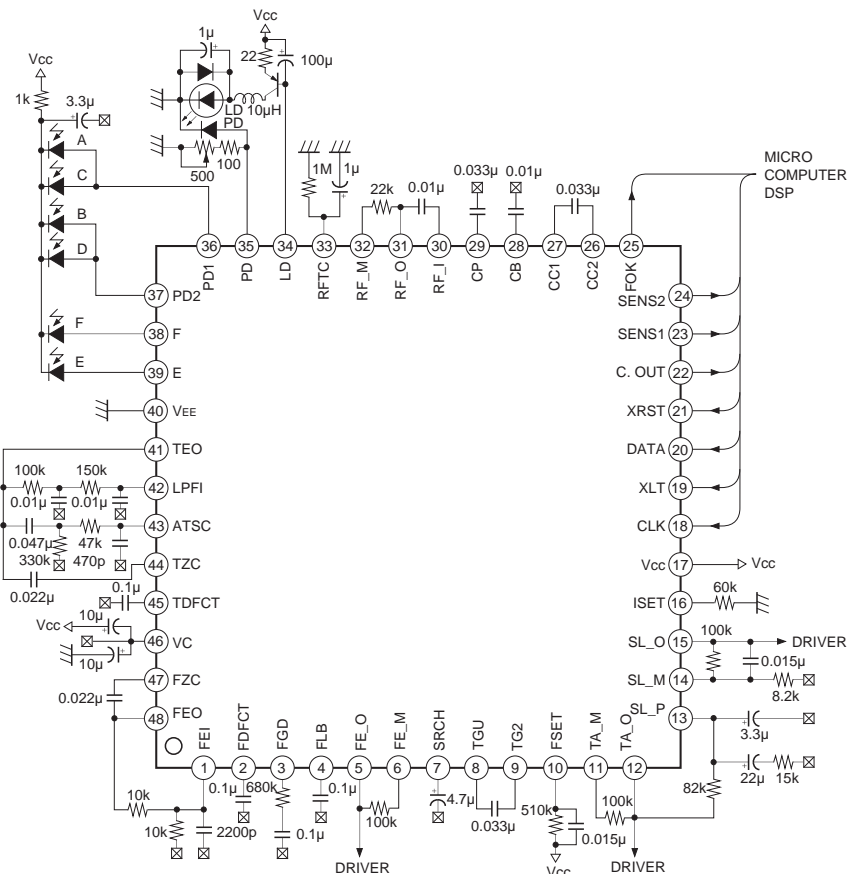 Vcc
1µ
22
100µ
Vcc
1k
3.3µ
LD
10µH
PD
A
C
500
100
1M
1µ
22k
0.01µ
0.033µ
0.01µ
0.033µ
MICRO
COMPUTER
DSP
B
D
36
35
34
33
32
31
30
29
28
27
26
25
PD1
PD
LD
RFTC
RF_M
RF_O
RF_I
CP
CB
CC1
CC2
FOK
37 PD2
SENS2 24
F
38 F
SENS1 23
E
39 E
C. OUT 22
40 VEE
XRST 21
41 TEO
DATA 20
100k
150k
0.01µ
0.01µ
42 LPFI
XLT 19
0.047µ
47k
330k
470p
43 ATSC
CLK 18
0.022µ
44 TZC
Vcc 17
Vcc
0.1µ
45 TDFCT
ISET 16
60k
Vcc
10µ
10µ
46 VC
SL_O 15
100k
DRIVER
0.015µ
47 FZC
SL_M 14
8.2k
0.022µ
48 FEO
SL_P
13
3.3µ
22µ
15k
82k
FEI
FDFCT
FGD
FLB
FE_O
FE_M
SRCH
TGU
TG2
FSET
TA_M
TA_O
1
2
3
4
5
6
7
8
9
10
11
12
10k
10k
2200p
0.1µ
680k
0.1µ
0.1µ
100k
DRIVER
4.7µ
0.033µ
510k
0.015µ
Vcc
100k
DRIVER